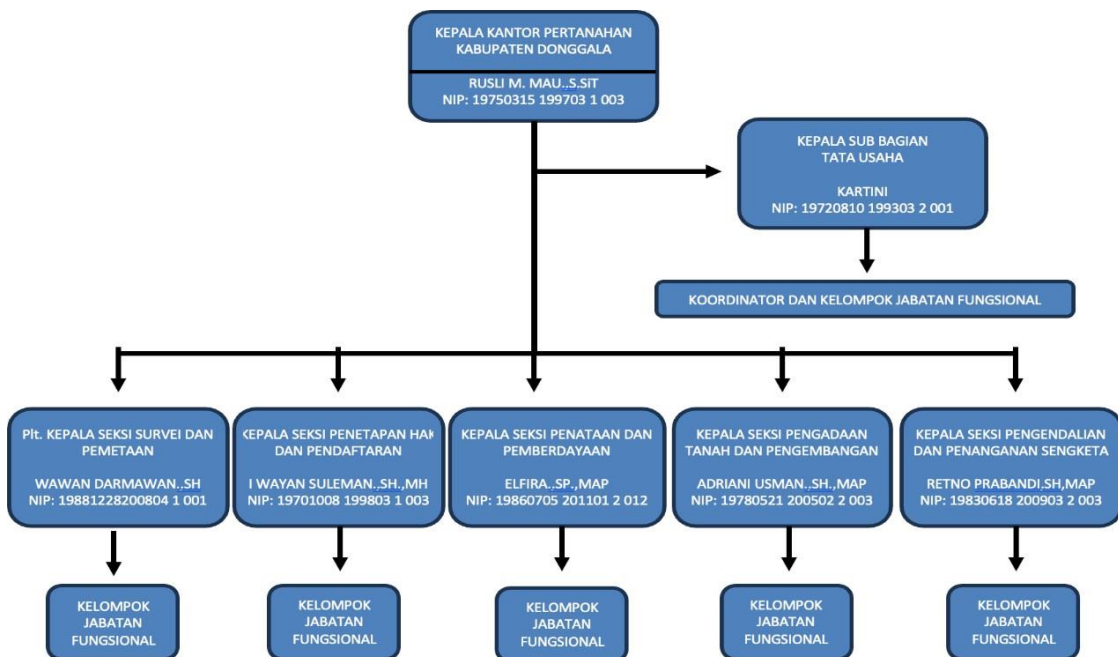 KEPALA KANTOR PERTANAHAN
KABUPATEN DONGGALA
RUSLI M. MAU..S.SiT
NIP: 19750315 199703 1 003
KEPALA SUB BAGIAN
TATA USAHA
KARTINI
NIP: 19720810 199303 2 001
KOORDINATOR DAN KELOMPOK JABATAN FUNGSIONAL
Plt. KEPALA SEKSI SURVEI DAN
PEMETAAN
WAWAN DARMAWAN.,SH
NIP: 19881228200804 1 001
KEPALA SEKSI PENETAPAN HAK
DAN PENDAFTARAN
I WAYAN SULEMAN.,SH.,MH
NIP: 19701008 199803 1 003
KEPALA SEKSI PENATAAN DAN
PEMBERDAYAAN
ELFIRA.,SP.,MAP
NIP: 19860705 201101 2 012
KEPALA SEKSI PENGADAAN
TANAH DAN PENGEMBANGAN
ADRIANI USMAN.,SH.,MAP
NIP: 19780521 200502 2 003
KEPALA SEKSI PENGENDALIAN
DAN PENANGANAN SENGKETA
RETNO PRABANDI,SH,MAP
NIP: 19830618 200903 2 003
KELOMPOK
JABATAN
FUNGSIONAL
KELOMPOK
JABATAN
FUNGSIONAL
KELOMPOK
JABATAN
FUNGSIONAL
KELOMPOK
JABATAN
FUNGSIONAL
KELOMPOK
JABATAN
FUNGSIONAL